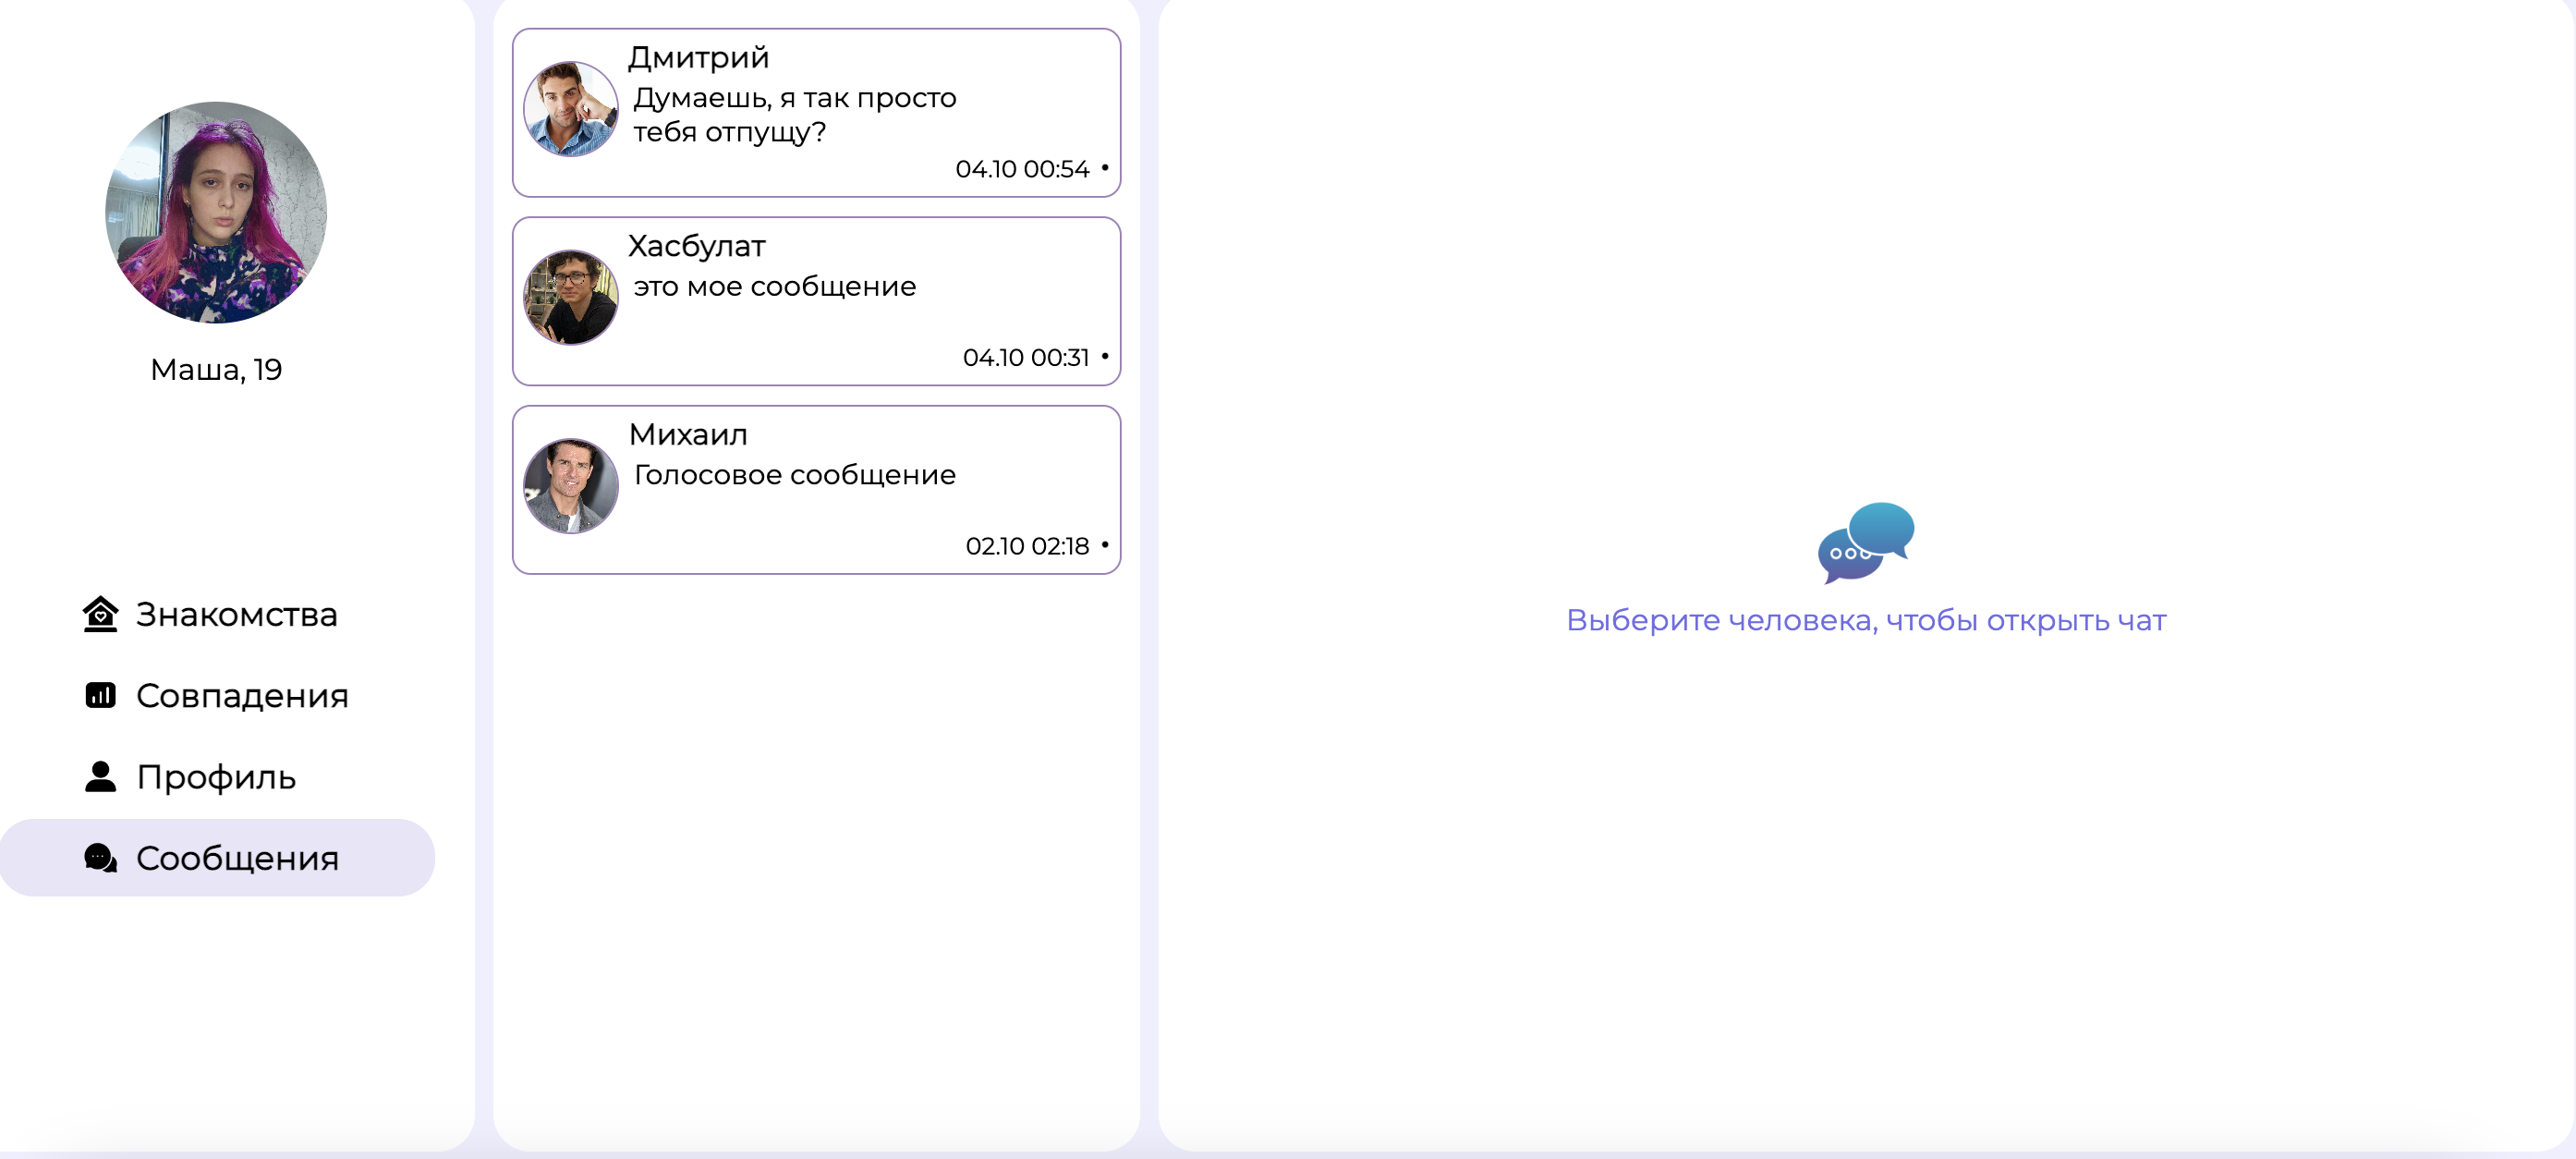 Маша, 19
Знакомства
Совпадения
Профиль
Сообщения
Дмитрий
Думаешь, я так просто
тебя отпущу?
04.10 00:54 •
Хасбулат
это мое сообщение
04.10 00:31 •
Михаил
Голосовое сообщение
02.10 02:18 •
Выберите человека, чтобы открыть чат